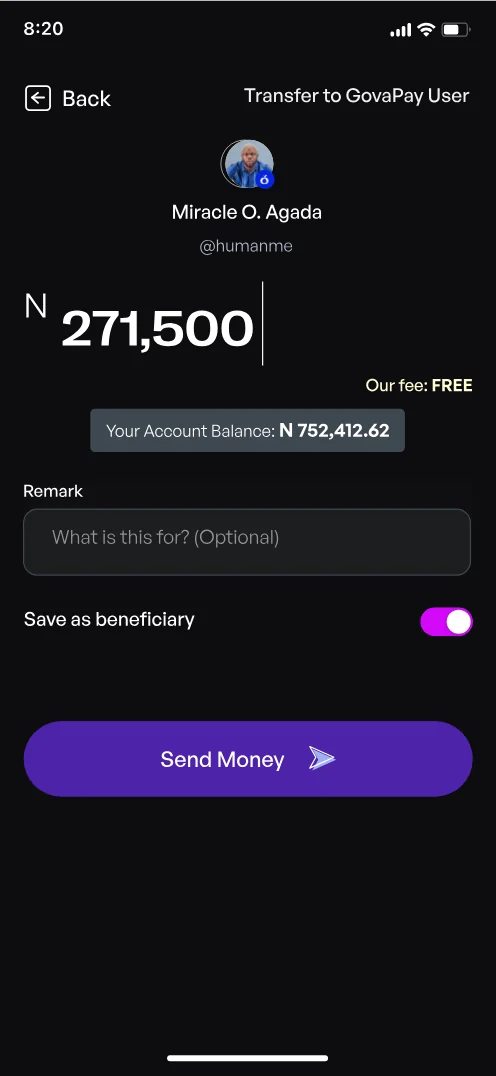 8:20
Back
Transfer to GovaPay User
Miracle O. Agada
@humanme
N 271,500
Our fee: FREE
Your Account Balance: N 752,412.62
Remark
What is this for? (Optional)
Save as beneficiary
Send Money